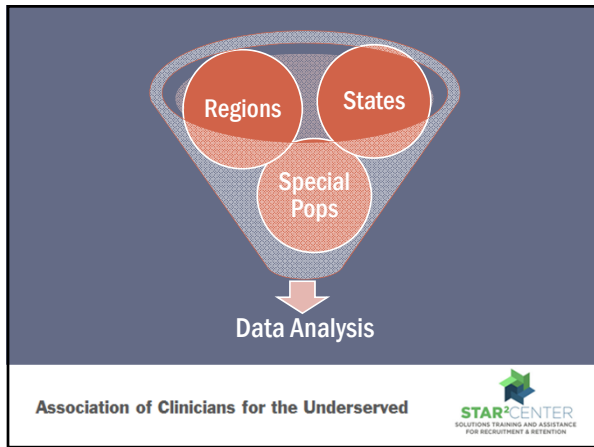 Regions
States
Special
Pops
Data Analysis
Association of Clinicians for the Underserved
STAR²CENTER
SOLUTIONS TRAINING AND ASSISTANCE
FOR RECRUITMENT & RETENTION